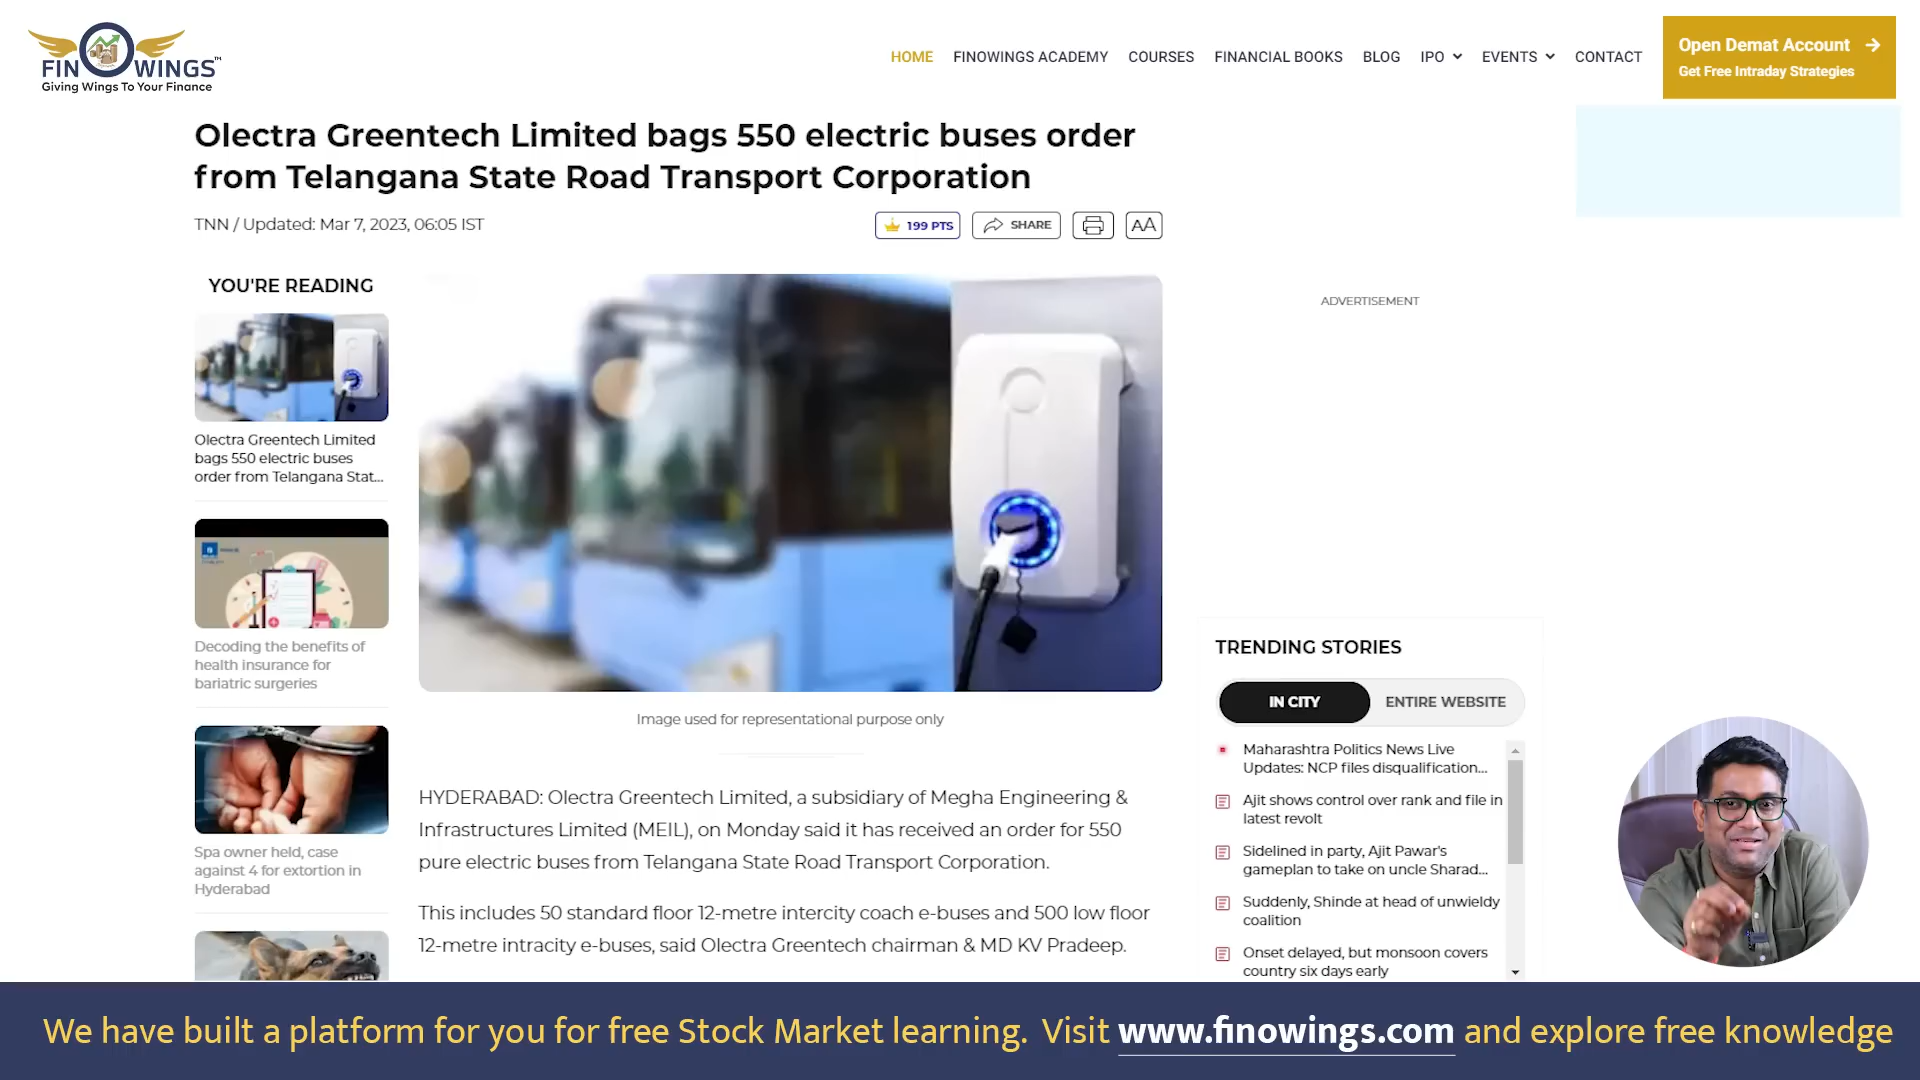 FINOWINGS™
Giving Wings To Your Finance
HOME FINOWINGS ACADEMY COURSES FINANCIAL BOOKS BLOG IPO EVENTS CONTACT
Open Demat Account
Get Free Intraday Strategies
Olectra Greentech Limited bags 550 electric buses order
from Telangana State Road Transport Corporation
TNN / Updated: Mar 7, 2023, 06:05 IST
199 PTS
SHARE
AA
YOU'RE READING
Olectra Greentech Limited
bags 550 electric buses
order from Telangana Stat...
Decoding the benefits of
health insurance for
bariatric surgeries
Spa owner held, case
against 4 for extortion in
Hyderabad
Image used for representational purpose only
HYDERABAD: Olectra Greentech Limited, a subsidiary of Megha Engineering &
Infrastructures Limited (MEIL), on Monday said it has received an order for 550
pure electric buses from Telangana State Road Transport Corporation.
This includes 50 standard floor 12-metre intercity coach e-buses and 500 low floor
12-metre intracity e-buses, said Olectra Greentech chairman & MD KV Pradeep.
ADVERTISEMENT
TRENDING STORIES
IN CITY ENTIRE WEBSITE
Maharashtra Politics News Live
Updates: NCP files disqualification...
Ajit shows control over rank and file in
latest revolt
Sidelined in party, Ajit Pawar's
gameplan to take on uncle Sharad...
Suddenly, Shinde at head of unwieldy
coalition
Onset delayed, but monsoon covers
country six days early
We have built a platform for you for free Stock Market learning. Visit www.finowings.com and explore free knowledge